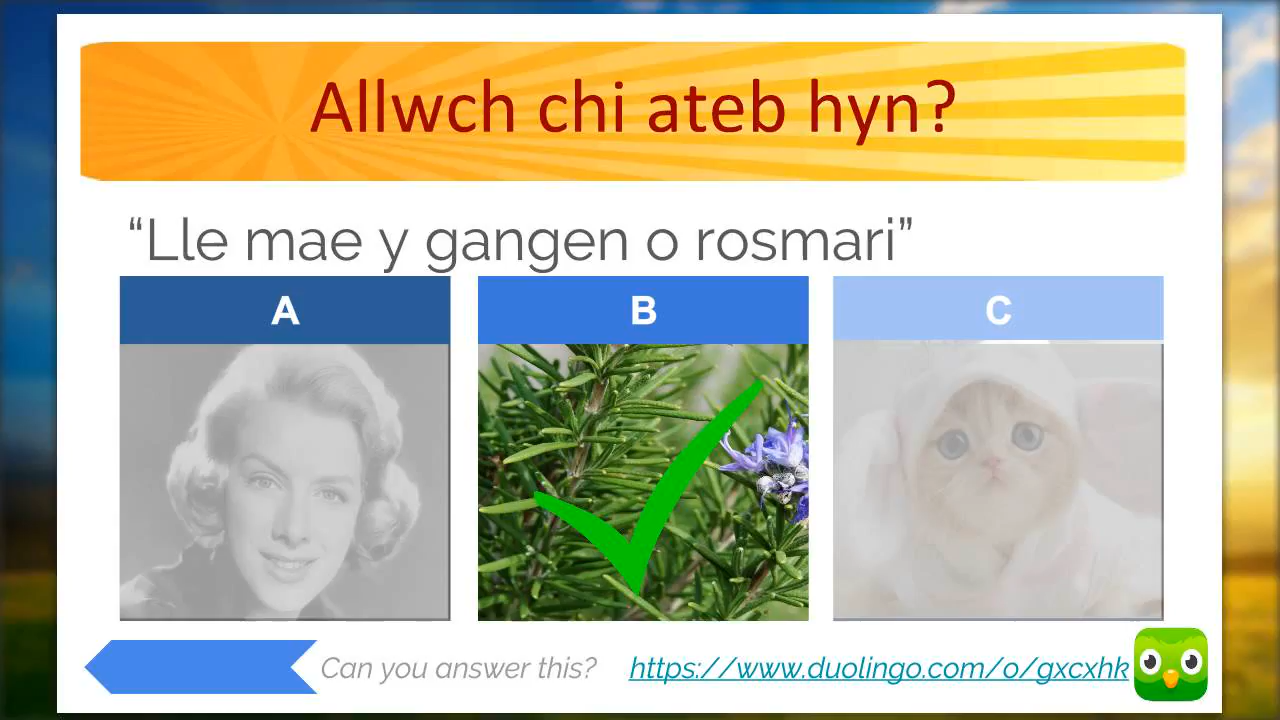 Allwch chi ateb hyn?
“Lle mae y gangen o rosmari”
A
B
C
Can you answer this? https://www.duolingo.com/o/gxcxhk